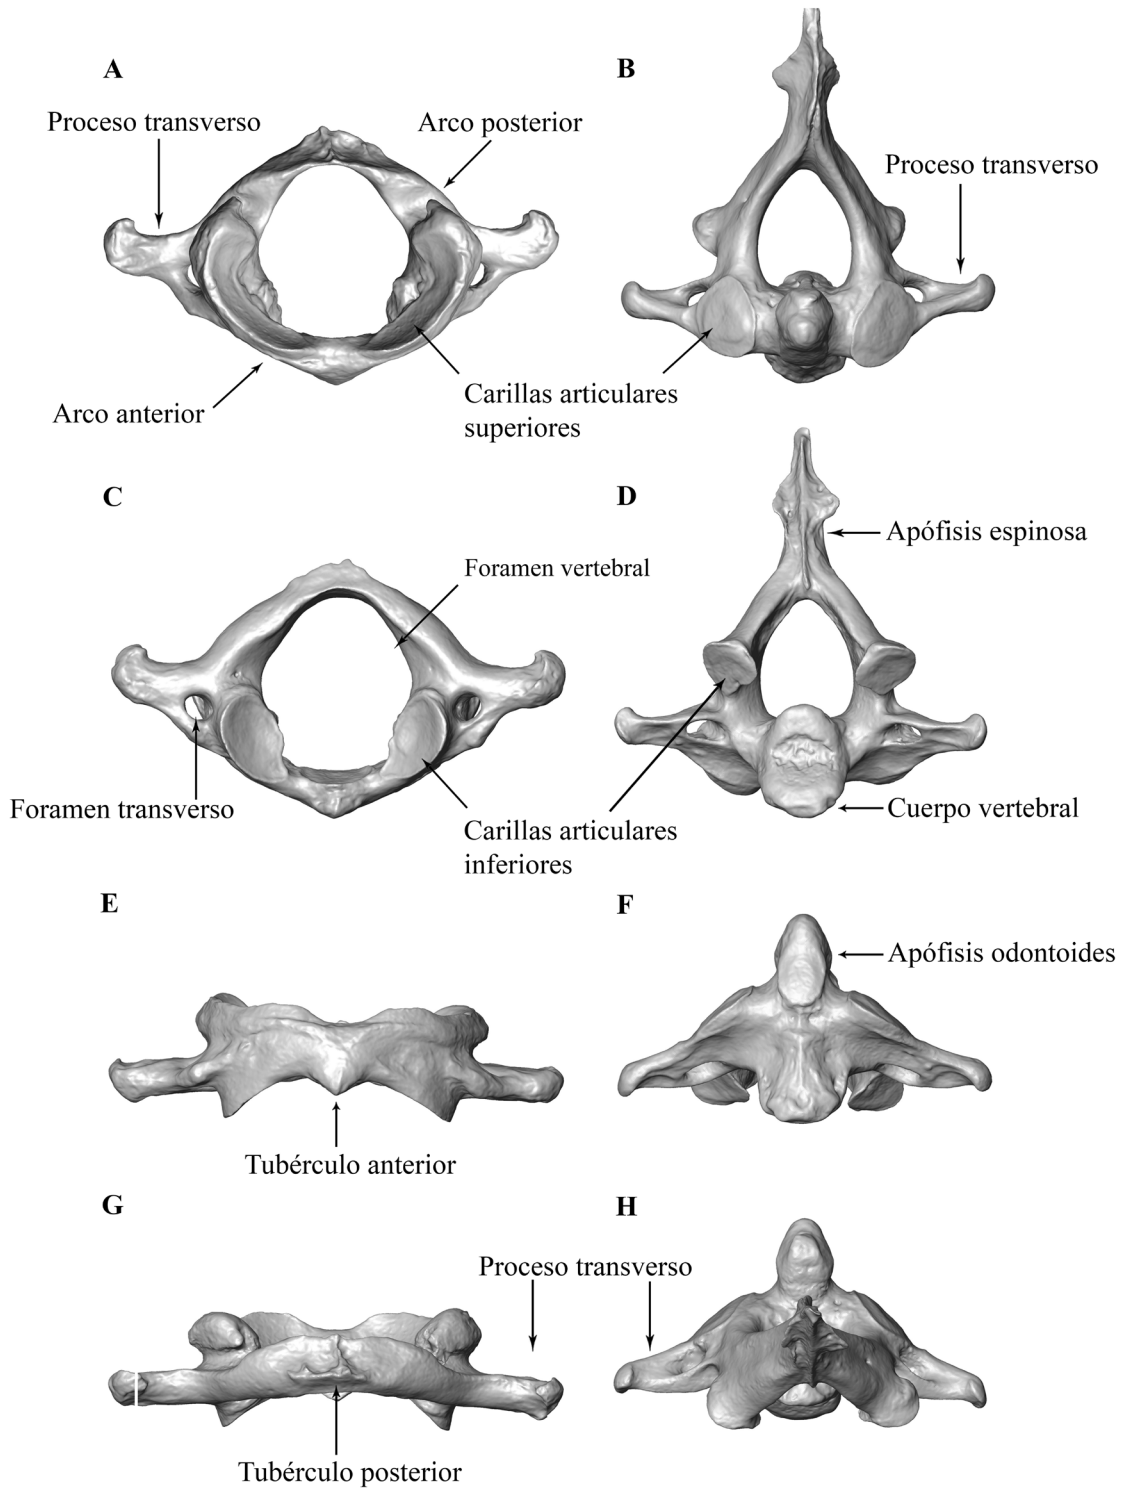 A
B
Proceso transverso
Arco posterior
Proceso transverso
Arco anterior
Carillas articulares
superiores
C
D
Apófisis espinosa
Foramen vertebral
Foramen transverso
Carillas articulares
inferiores
Cuerpo vertebral
E
F
Apófisis odontoides
Tubérculo anterior
G
H
Proceso transverso
Tubérculo posterior